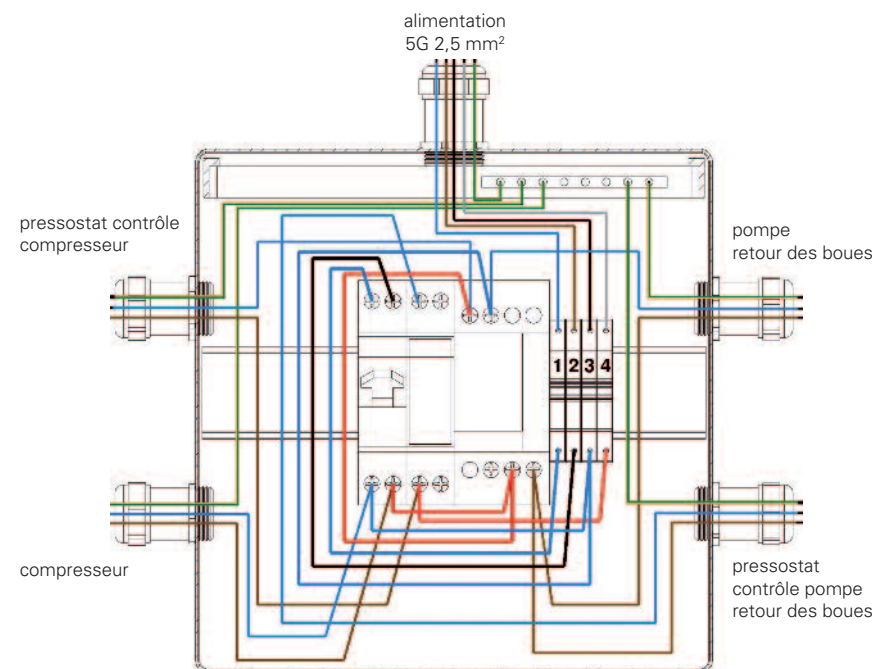 alimentation
5G 2,5 mm²
pressostat contrôle
compresseur
pompe
retour des boues
1 2 3 4
compresseur
pressostat
contrôle pompe
retour des boues